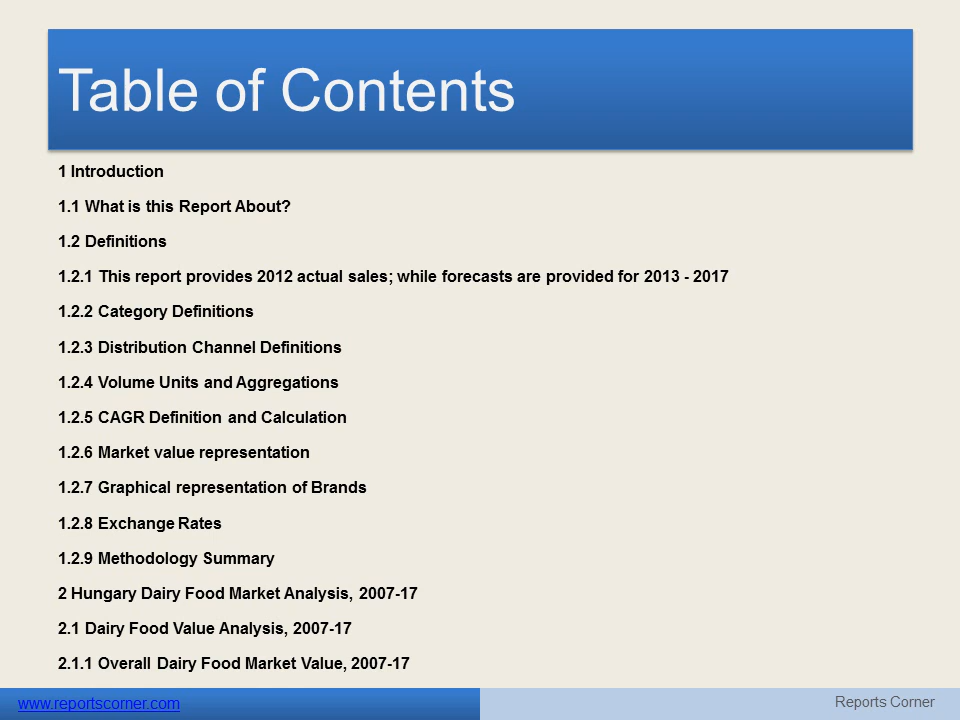 Table of Contents
1 Introduction
1.1 What is this Report About?
1.2 Definitions
1.2.1 This report provides 2012 actual sales; while forecasts are provided for 2013 - 2017
1.2.2 Category Definitions
1.2.3 Distribution Channel Definitions
1.2.4 Volume Units and Aggregations
1.2.5 CAGR Definition and Calculation
1.2.6 Market value representation
1.2.7 Graphical representation of Brands
1.2.8 Exchange Rates
1.2.9 Methodology Summary
2 Hungary Dairy Food Market Analysis, 2007-17
2.1 Dairy Food Value Analysis, 2007-17
2.1.1 Overall Dairy Food Market Value, 2007-17
www.reportscorner.com
Reports Corner